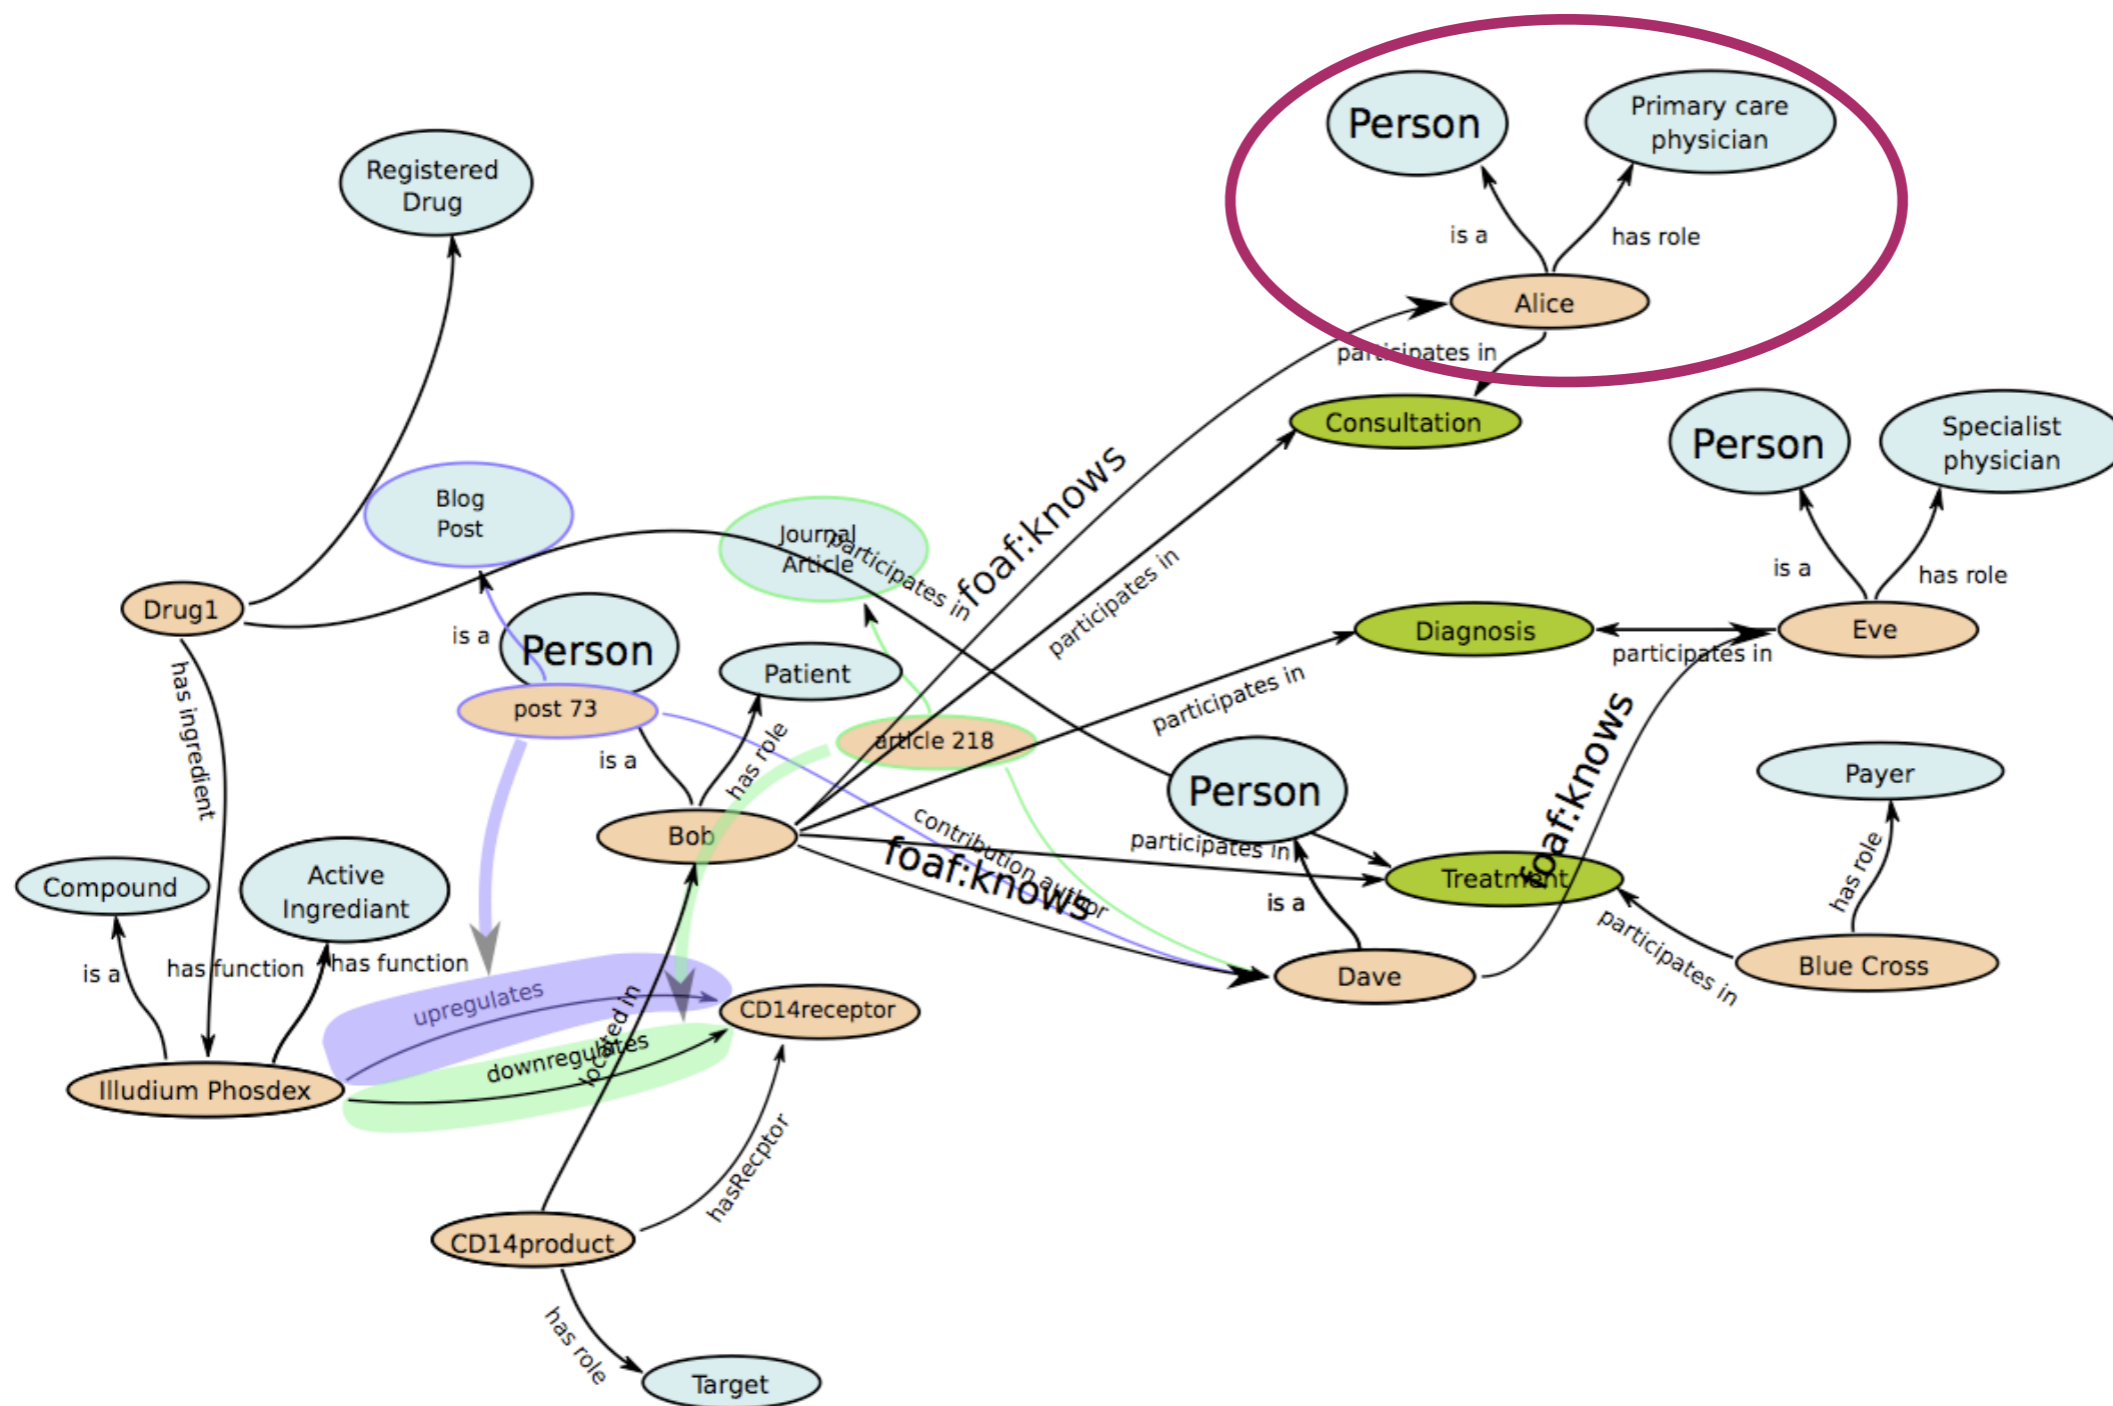 Person
Primary care
physician
is a
has role
Alice
participates in
Consultation
Registered
Drug
Person
Specialist
physician
is a
has role
Eve
Diagnosis
participates in
foaf:knows
participates in
participates in
Blog
Post
Journal
Article
participates in
Drug1
is a
Person
post 73
Patient
is a
has role
article 218
has ingredient
Bob
contribution author
foaf:knows
participates in
participates in
Person
is a
Treatment
foaf:knows
Payer
has role
Blue Cross
participates in
Dave
Compound
Active
Ingrediant
is a
has function
has function
upregulates
downregulates
located in
CD14receptor
Illudium Phosdex
hasRecptor
CD14product
has role
Target